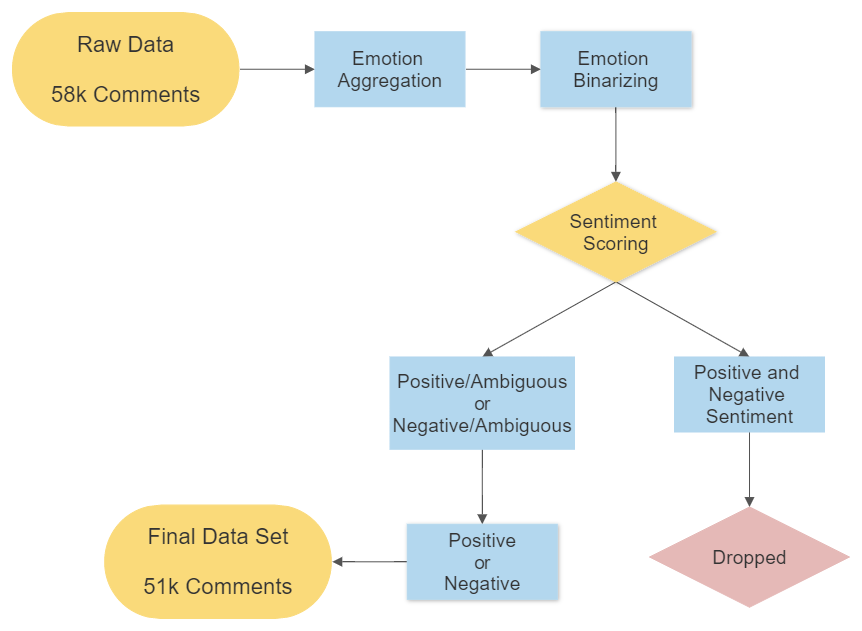 Raw Data
58k Comments
Emotion
Aggregation
Emotion
Binarizing
Sentiment
Scoring
Positive/Ambiguous
or
Negative/Ambiguous
Positive and
Negative
Sentiment
Positive
or
Negative
Final Data Set
51k Comments
Dropped